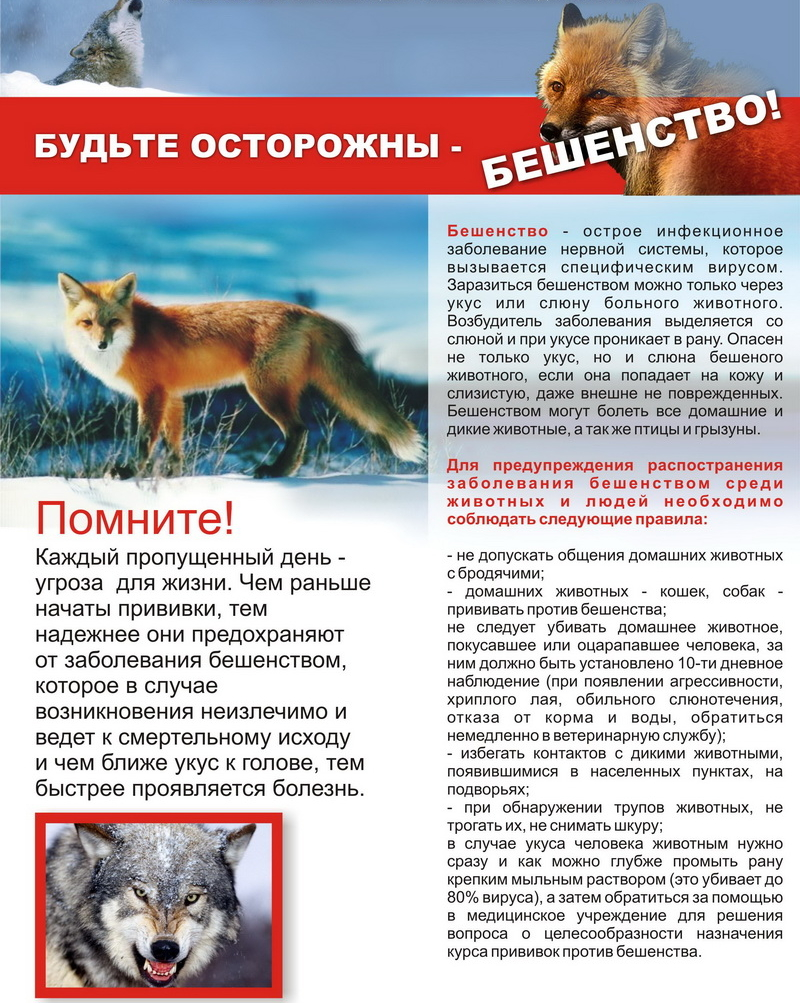 БУДЬТЕ ОСТОРОЖНЫ -
БЕШЕНСТВО!
Помните!
Каждый пропущенный день -
угроза для жизни. Чем раньше
начаты прививки, тем
надежнее они предохраняют
от заболевания бешенством,
которое в случае
возникновения неизлечимо и
ведет к смертельному исходу
и чем ближе укус к голове, тем
быстрее проявляется болезнь.
Бешенство - острое инфекционное
заболевание нервной системы, которое
вызывается специфическим вирусом.
Заразиться бешенством можно только через
укус или слюну больного животного.
Возбудитель заболевания выделяется со
слюной и при укусе проникает в рану. Опасен
не только укус, но и слюна бешеного
животного, если она попадает на кожу и
слизистую, даже внешне не поврежденных.
Бешенством могут болеть все домашние и
дикие животные, а так же птицы и грызуны.
Для предупреждения распостранения
заболевания бешенством среди
животных и людей необходимо
соблюдать следующие правила:
- не допускать общения домашних животных
с бродячими;
- домашних животных - кошек, собак -
прививать против бешенства;
не следует убивать домашнее животное,
покусавшее или оцарапавшее человека, за
ним должно быть установлено 10-ти дневное
наблюдение (при появлении агрессивности,
хриплого лая, обильного слюнотечения,
отказа от корма и воды, обратиться
немедленно в ветеринарную службу);
- избегать контактов с дикими животными,
появившимися в населенных пунктах, на
подворьях;
- при обнаружении трупов животных, не
трогать их, не снимать шкуру;
в случае укуса человека животным нужно
сразу и как можно глубже промыть рану
крепким мыльным раствором (это убивает до
80% вируса), а затем обратиться за помощью
в медицинское учреждение для решения
вопроса о целесообразности назначения
курса прививок против бешенства.